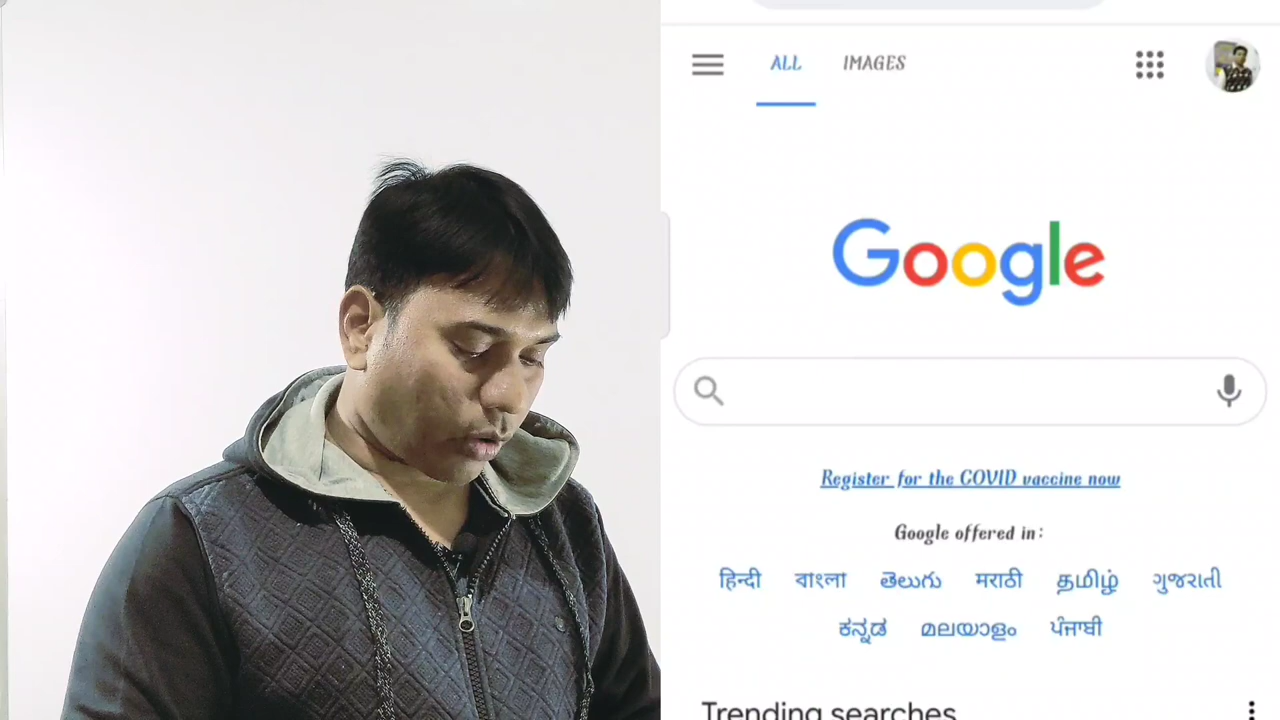 ALL IMAGES
Google
Register for the COVID vaccine now
Google offered in:
हिन्दी বাংলা తెలుగు मराठी தமிழ் ગુજરાતી
ಕನ್ನಡ മലയാളം ਪੰਜਾਬੀ
Trending searches